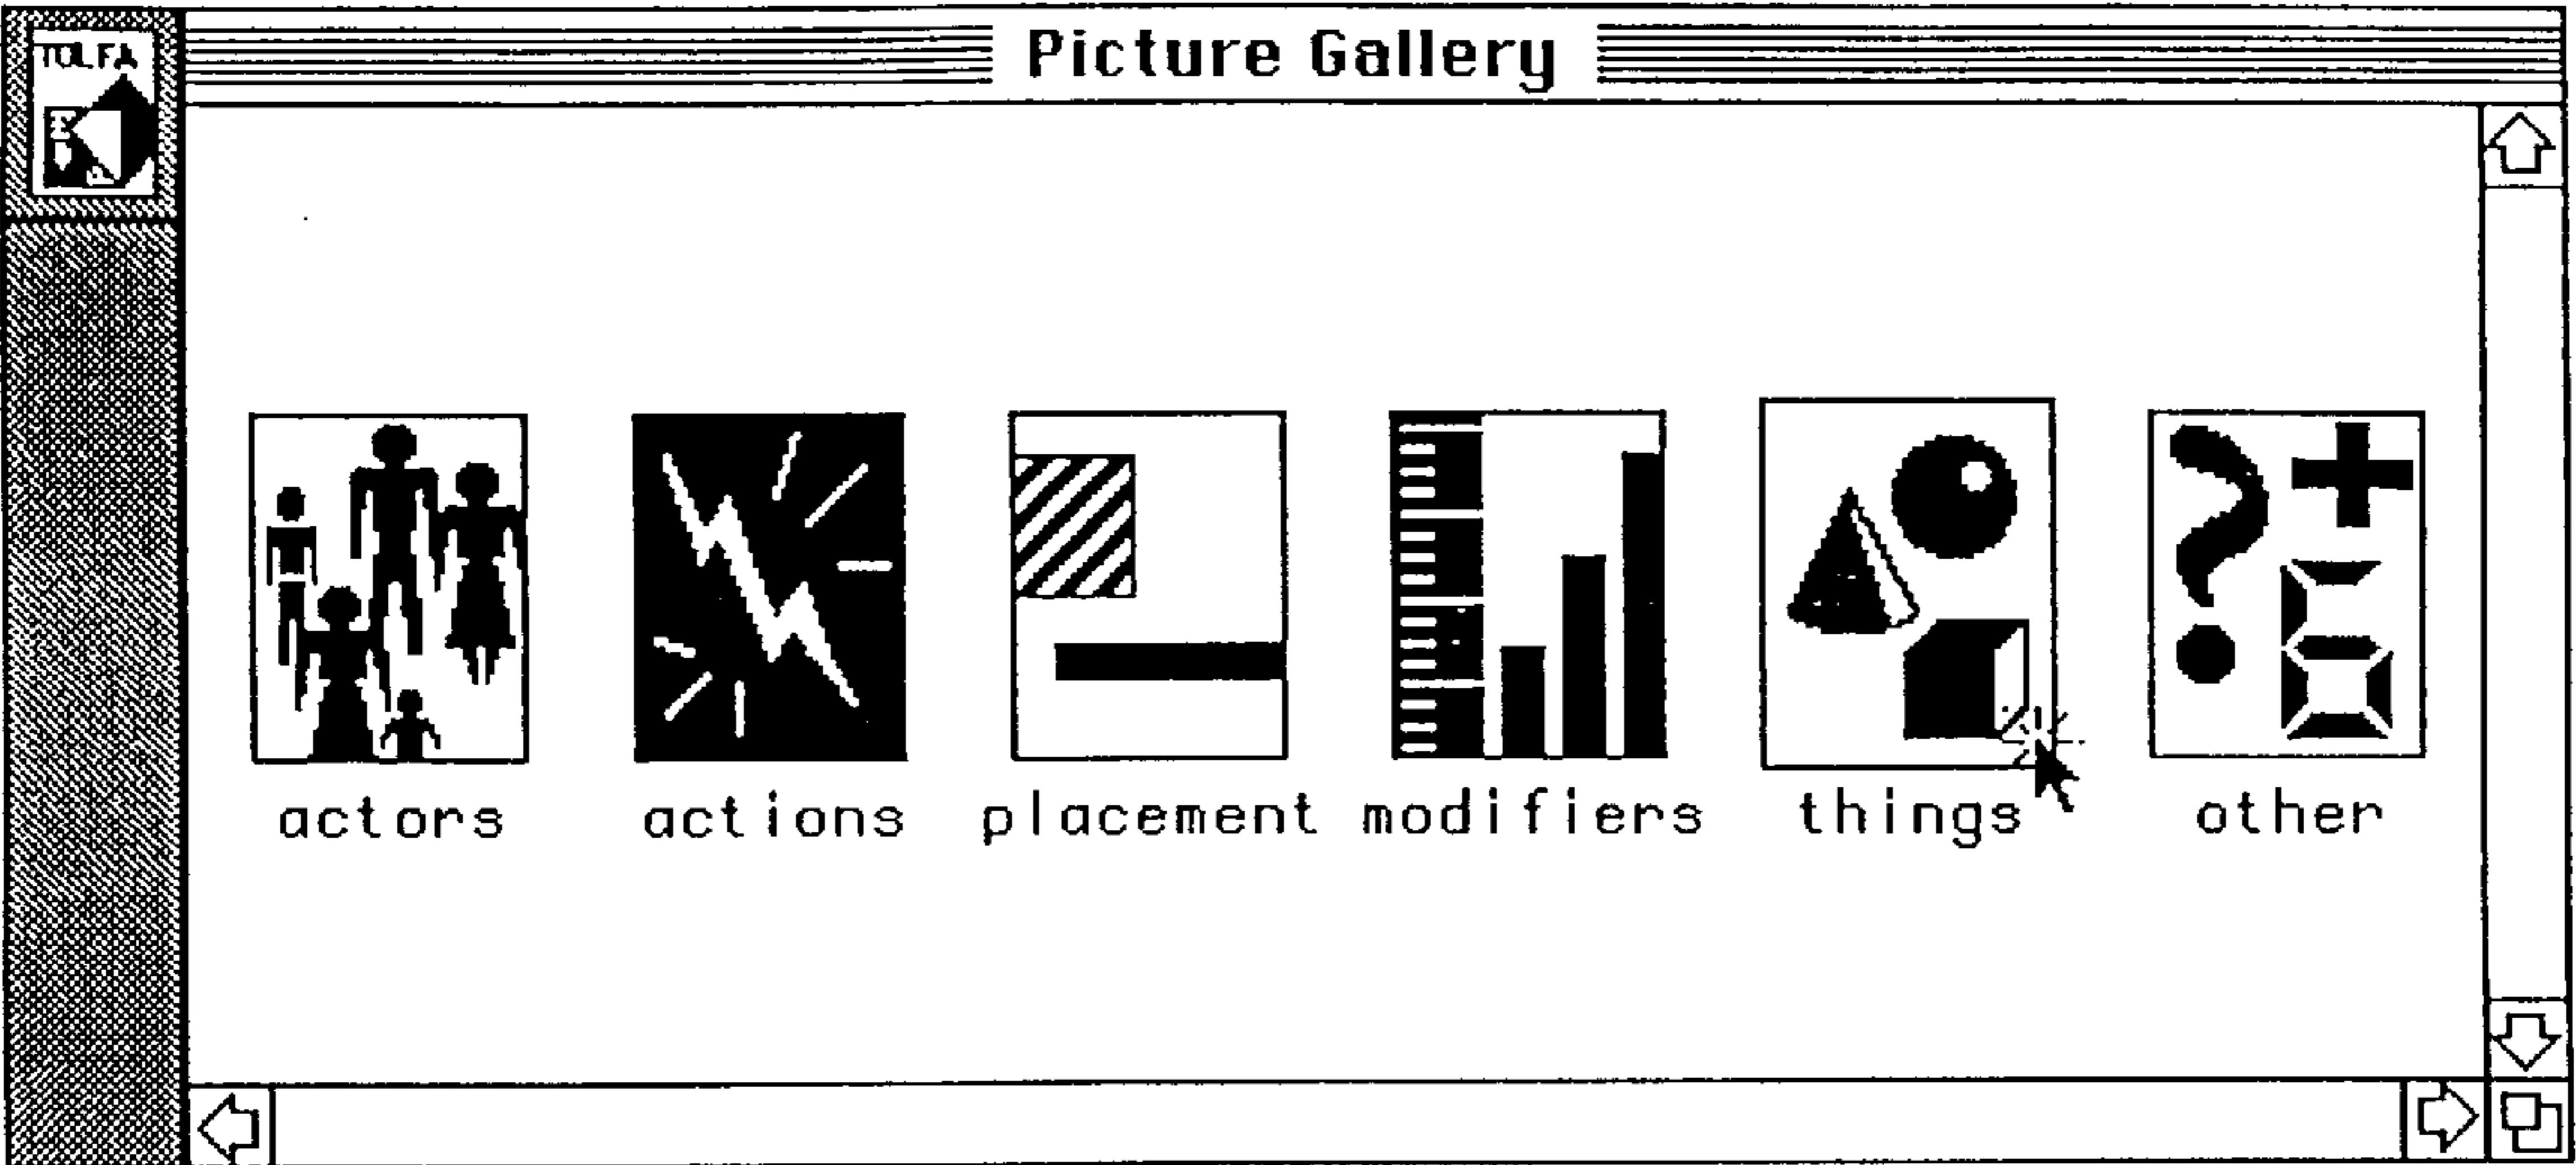 Picture Gallery
TOLFA
actors actions placement modifiers things other